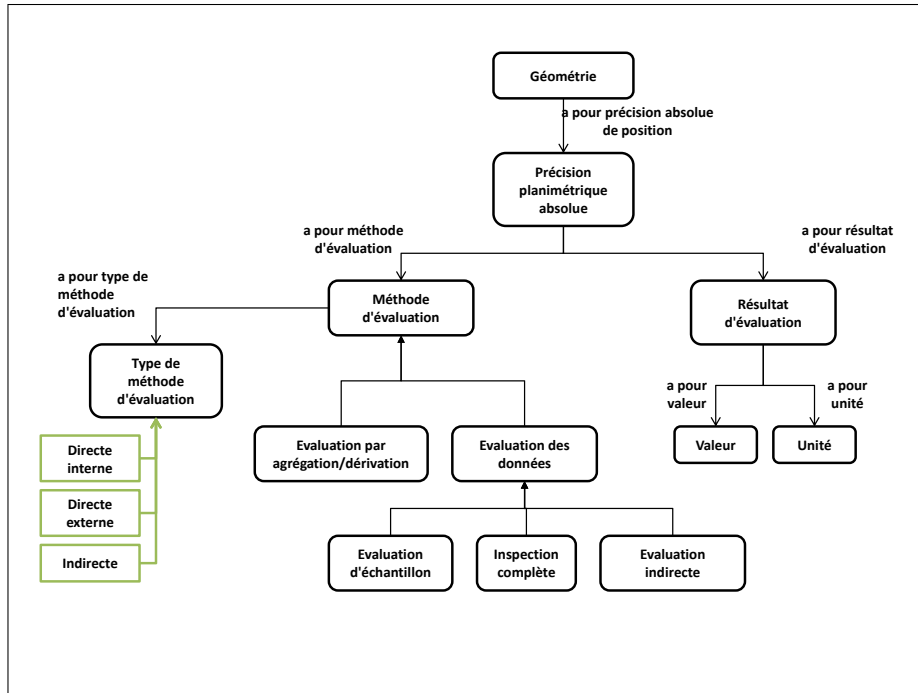 Géométrie
a pour précision absolue
de position
Précision
planimétrique
absolue
a pour méthode
d'évaluation
a pour résultat
d'évaluation
a pour type de
méthode
d'évaluation
Méthode
d'évaluation
Résultat
d'évaluation
Type de
méthode
d'évaluation
a pour
valeur
a pour
unité
Evaluation par
agrégation/dérivation
Evaluation des
données
Valeur
Unité
Directe
interne
Directe
externe
Indirecte
Evaluation
d'échantillon
Inspection
complète
Evaluation
indirecte